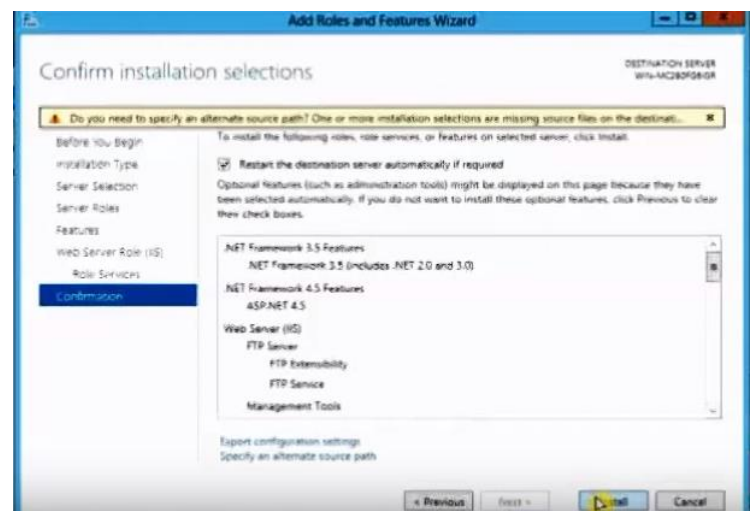 Add Roles and Features Wizard
Confirm installation selections
DESTINATION SERVER
Do you need to specify an alternate source path? One or more installation selections are missing source files on the destinati...
Before You Begin
Installation Type
Server Selection
Server Roles
Features
Web Server Role (IIS)
Role Services
Confirmation
To install the following roles, role services, or features on selected server, click Install.
Restart the destination server automatically if required
Optional features (such as administration tools) might be displayed on this page because they have
been selected automatically. If you do not want to install these optional features, click Previous to clear
their check boxes.
.NET Framework 3.5 Features
.NET Framework 3.5 (includes .NET 2.0 and 3.0)
.NET Framework 4.5 Features
ASP.NET 4.5
Web Server (IIS)
FTP Server
FTP Extensibility
FTP Service
Management Tools
Export configuration settings
Specify an alternate source path
< Previous
Next >
Install
Cancel